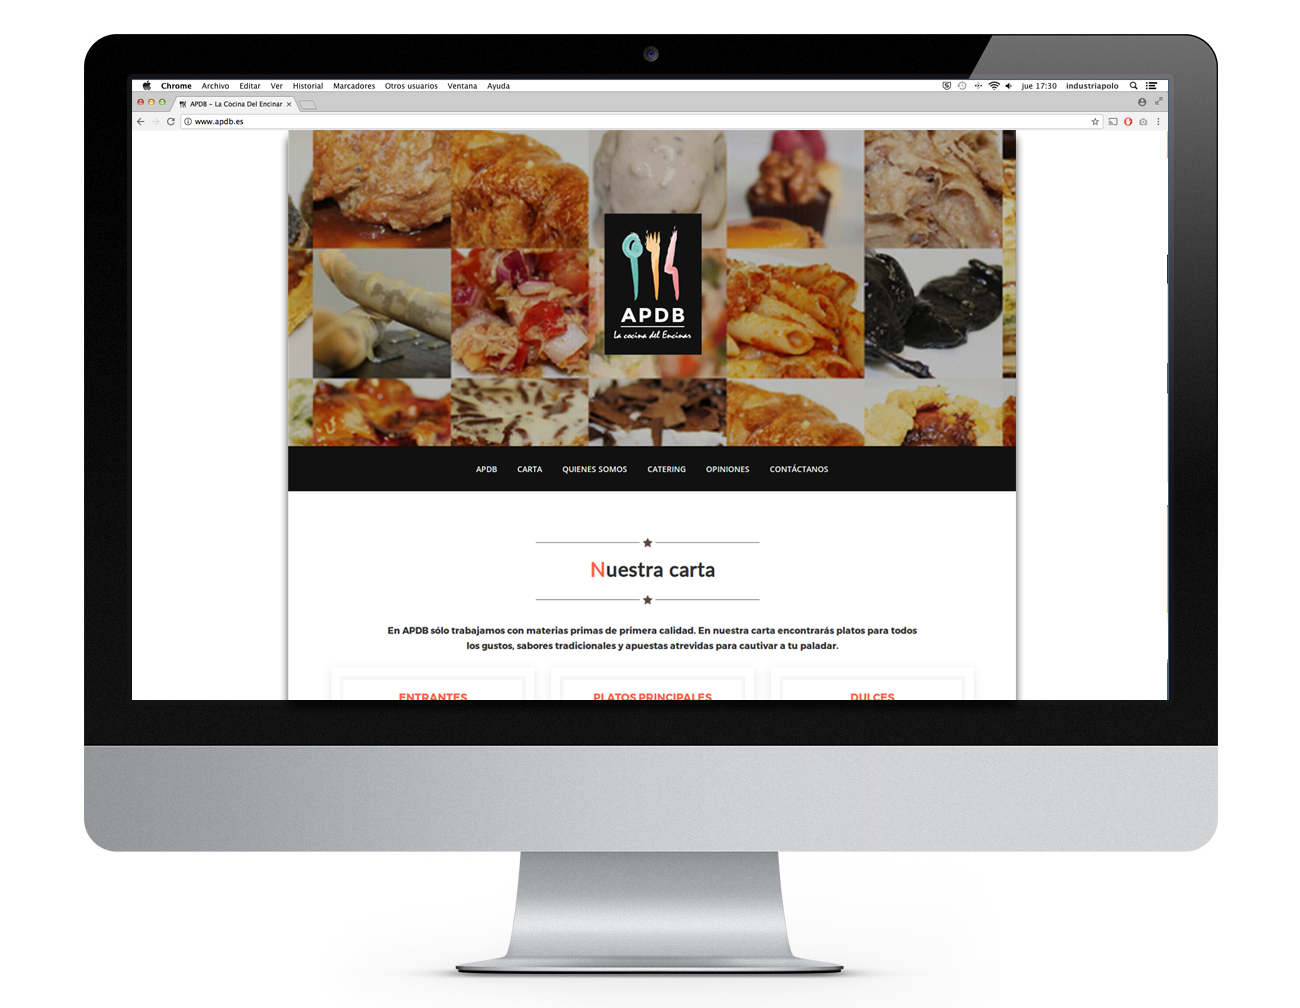 Chrome Archivo Editar Ver Historial Marcadores Otros usuarios Ventana Ayuda jue 17:30 industriapolo
APDB – La Cocina Del Encinar
www.apdb.es
APDB
La cocina del Encinar
APDB CARTA QUIENES SOMOS CATERING OPINIONES CONTÁCTANOS
Nuestra carta
En APDB sólo trabajamos con materias primas de primera calidad. En nuestra carta encontrarás platos para todos
los gustos, sabores tradicionales y apuestas atrevidas para cautivar a tu paladar.
ENTRANTES PLATOS PRINCIPALES DULCES